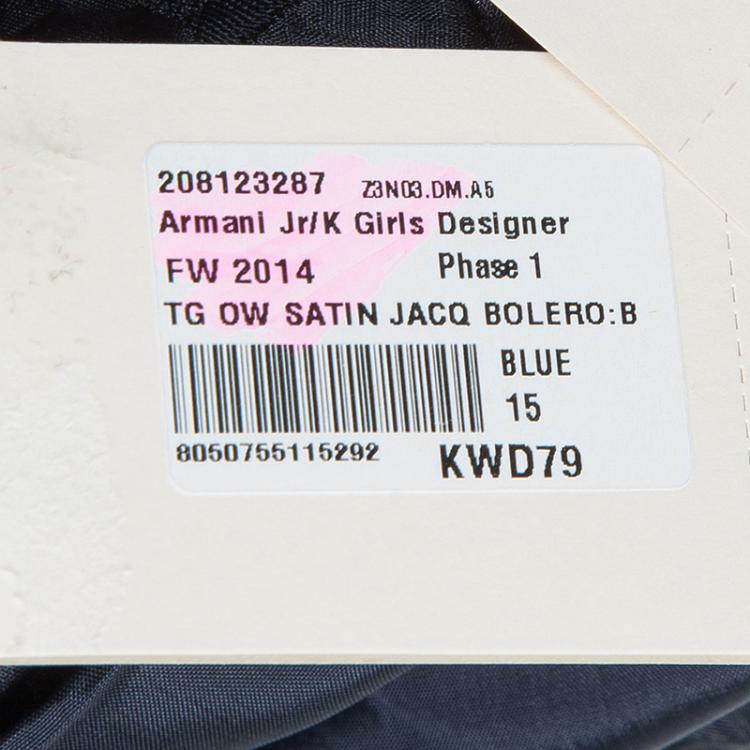 208123287 Z3N03.DM.A5
Armani Jr/K Girls Designer
FW 2014 Phase 1
TG OW SATIN JACQ BOLERO:B
BLUE
15
8050755115292 KWD79